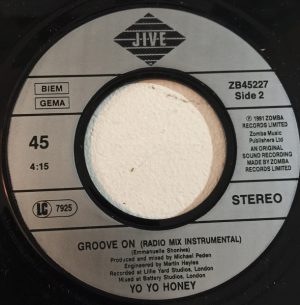 JIVE
BIEM
GEMA
ZB45227
Side 2
45
4:15
℗ 1991 ZOMBA
RECORDS LIMITED
Zomba Music
Publishers Ltd
AN ORIGINAL
SOUND RECORDING
MADE BY ZOMBA
RECORDS LIMITED
LC 7925
STEREO
GROOVE ON (RADIO MIX INSTRUMENTAL)
(Emmanuelle Shoniwa)
Produced and mixed by Michael Peden
Engineered by Martin Hayles
Recorded at Lillie Yard Studios, London
Mixed at Battery Studios, London
YO YO HONEY